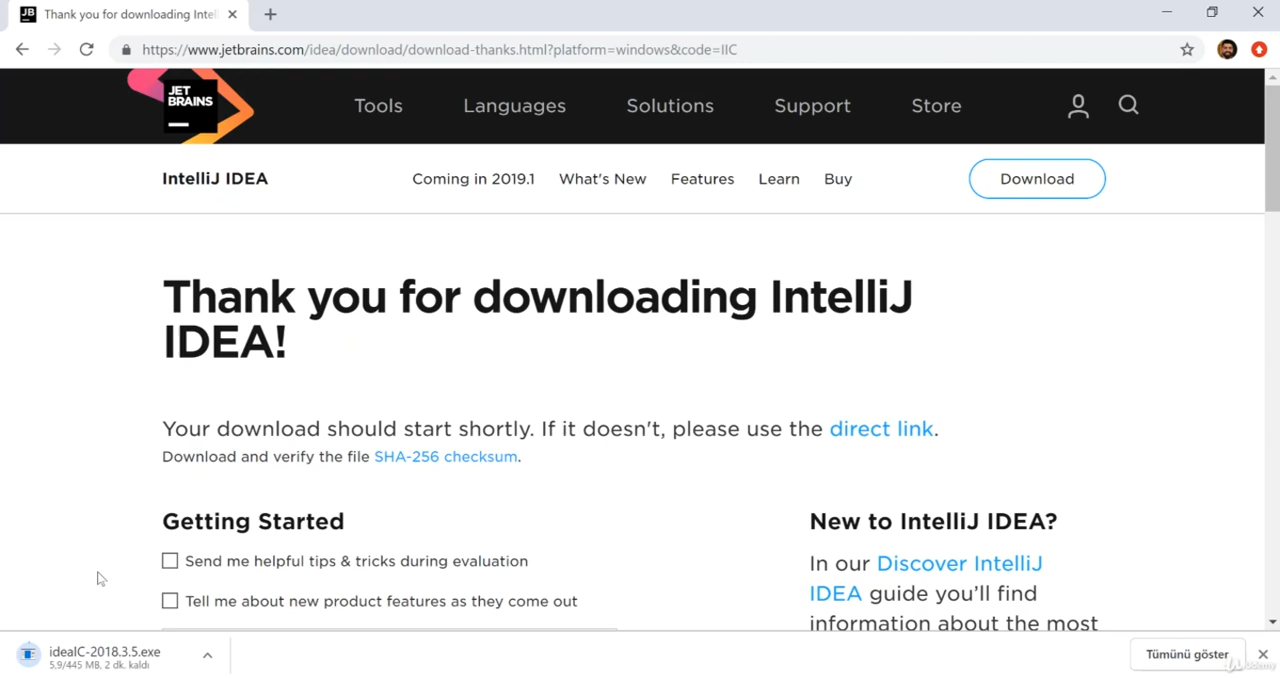 Thank you for downloading Intell
https://www.jetbrains.com/idea/download/download-thanks.html?platform=windows&code=IIC
JET
BRAINS
Tools
Languages
Solutions
Support
Store
IntelliJ IDEA
Coming in 2019.1
What's New
Features
Learn
Buy
Download
Thank you for downloading IntelliJ
IDEA!
Your download should start shortly. If it doesn't, please use the direct link.
Download and verify the file SHA-256 checksum.
Getting Started
Send me helpful tips & tricks during evaluation
Tell me about new product features as they come out
New to IntelliJ IDEA?
In our Discover IntelliJ
IDEA guide you’ll find
information about the most
ideaIC-2018.3.5.exe
5,9/445 MB, 2 dk. kaldı
Tümünü göster
Udemy